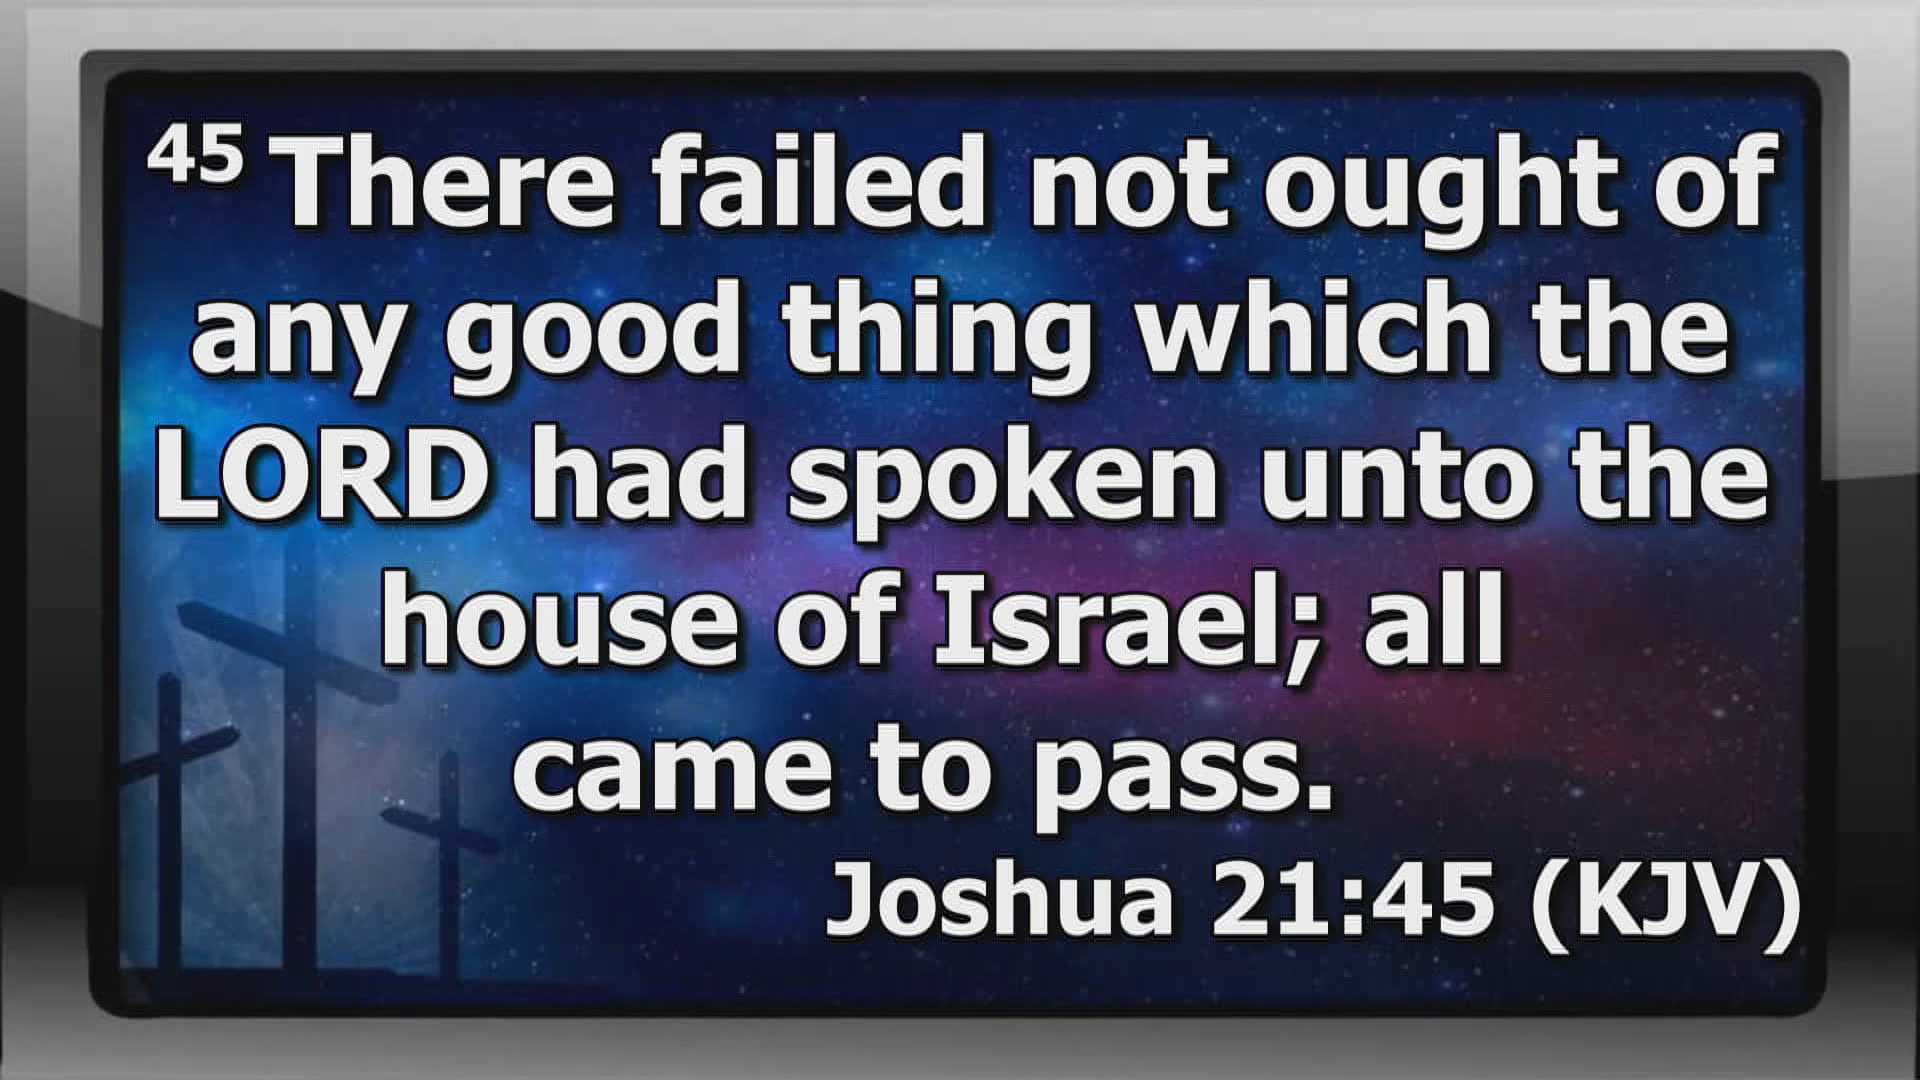 45 There failed not ought of
any good thing which the
LORD had spoken unto the
house of Israel; all
came to pass.
Joshua 21:45 (KJV)